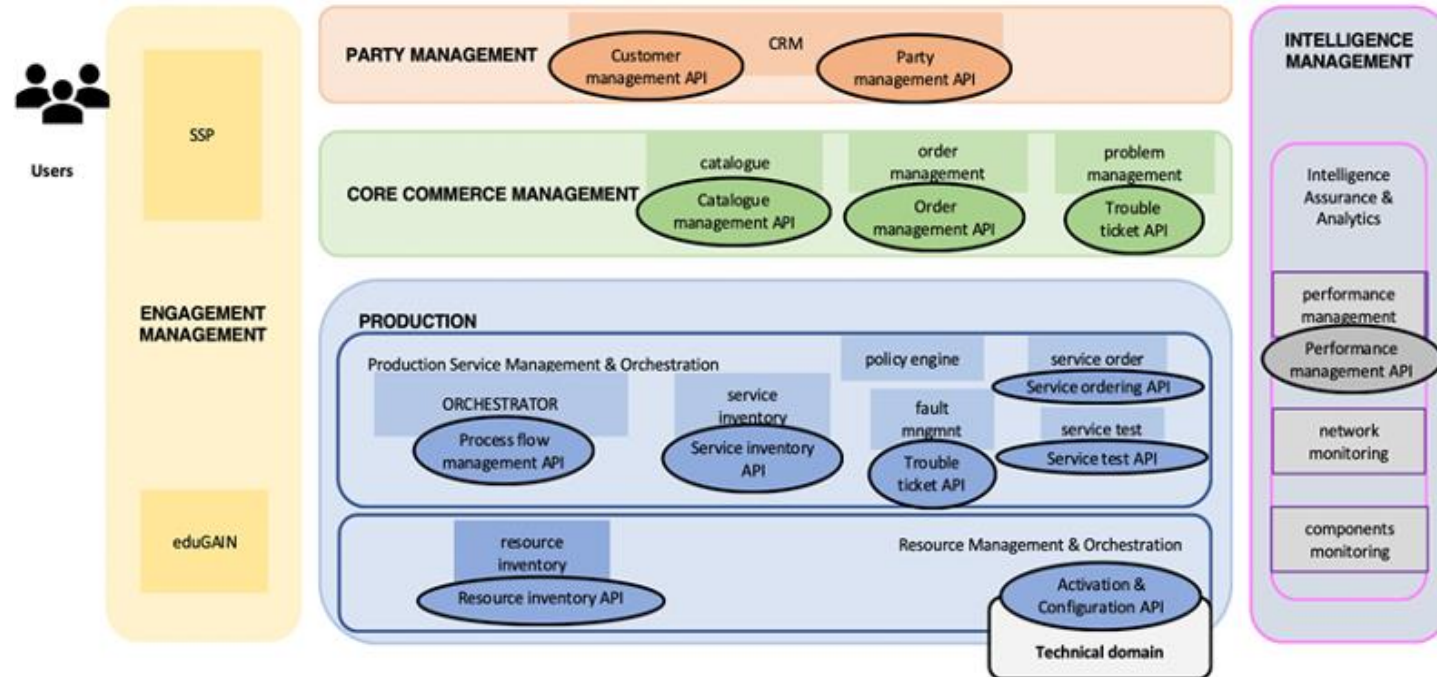 Users
SSP
ENGAGEMENT
MANAGEMENT
eduGAIN
PARTY MANAGEMENT
CRM
Customer
management API
Party
management API
CORE COMMERCE MANAGEMENT
catalogue
Catalogue
management API
order
management
Order
management API
problem
management
Trouble
ticket API
PRODUCTION
Production Service Management & Orchestration
ORCHESTRATOR
Process flow
management API
service
inventory
Service inventory
API
policy engine
fault
mngmnt
Trouble
ticket API
service order
Service ordering API
service test
Service test API
resource
inventory
Resource inventory API
Resource Management & Orchestration
Activation &
Configuration API
Technical domain
INTELLIGENCE
MANAGEMENT
Intelligence
Assurance &
Analytics
performance
management
Performance
management API
network
monitoring
components
monitoring